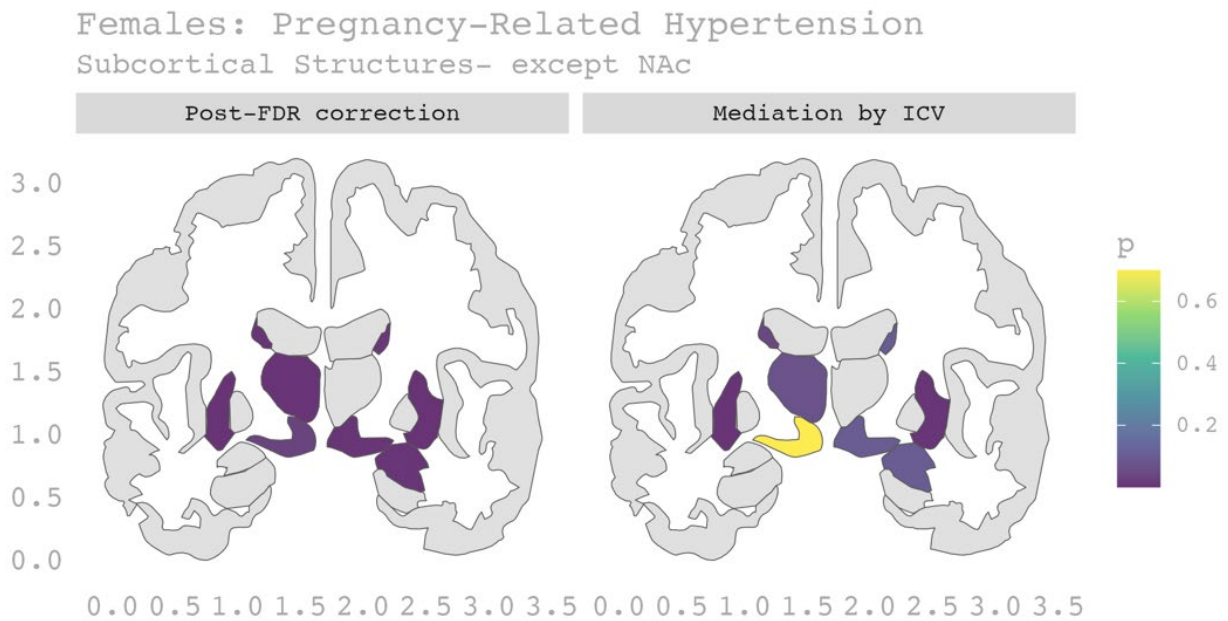 Females: Pregnancy-Related Hypertension
Subcortical Structures- except NAc
Post-FDR correction
Mediation by ICV
3.0
2.5
2.0
1.5
1.0
0.5
0.0
p
0.6
0.4
0.2
0.0 0.5 1.0 1.5 2.0 2.5 3.0 3.5 0.0 0.5 1.0 1.5 2.0 2.5 3.0 3.5